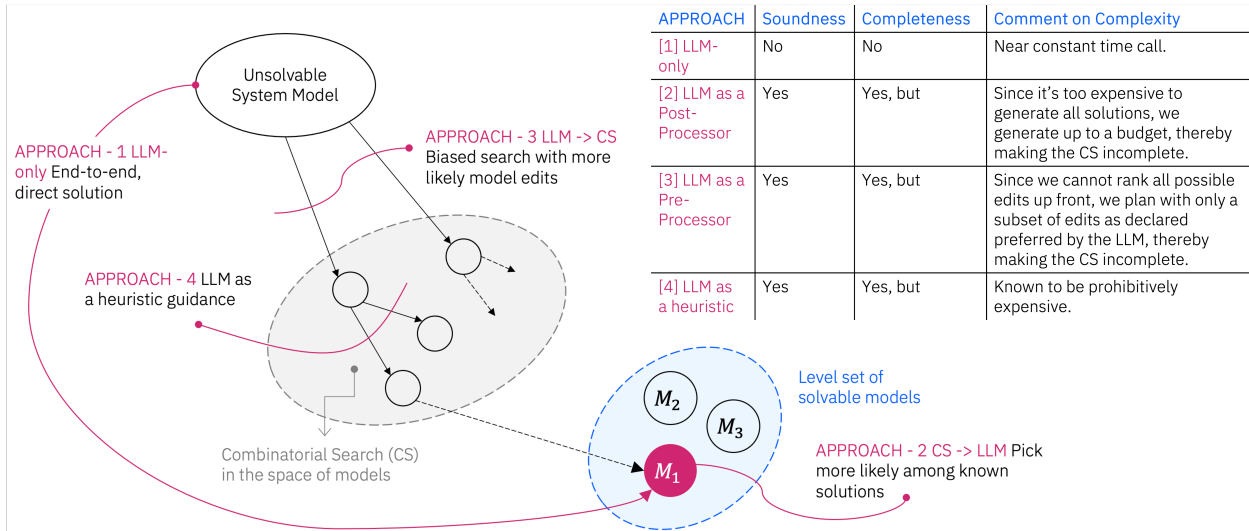 Unsolvable
System Model
APPROACH - 1 LLM-
only End-to-end,
direct solution
APPROACH - 3 LLM -> CS
Biased search with more
likely model edits
APPROACH - 4 LLM as
a heuristic guidance
Combinatorial Search (CS)
in the space of models
Level set of
solvable models
M₂
M₃
M₁
APPROACH - 2 CS -> LLM Pick
more likely among known
solutions
APPROACH Soundness Completeness Comment on Complexity
[1] LLM- No No Near constant time call.
only
[2] LLM as a Yes Yes, but Since it's too expensive to
Post- generate all solutions, we
Processor generate up to a budget, thereby
making the CS incomplete.
[3] LLM as a Yes Yes, but Since we cannot rank all possible
Pre- edits up front, we plan with only a
Processor subset of edits as declared
preferred by the LLM, thereby
making the CS incomplete.
[4] LLM as Yes Yes, but Known to be prohibitively
a heuristic expensive.